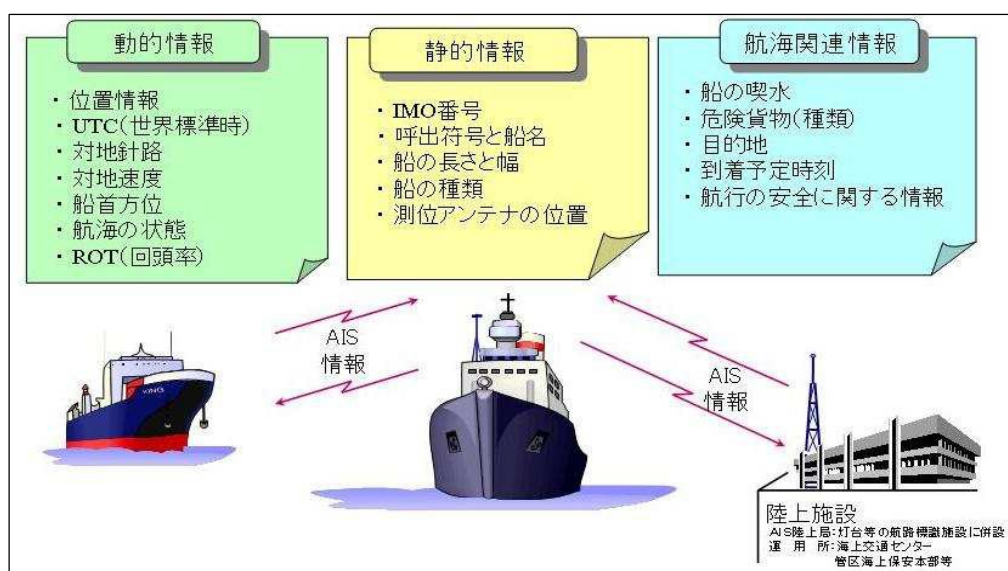 動的情報
・位置情報
・UTC(世界標準時)
・対地針路
・対地速度
・船首方位
・航海の状態
・ROT(回頭率)
静的情報
・IMO番号
・呼出符号と船名
・船の長さと幅
・船の種類
・測位アンテナの位置
航海関連情報
・船の喫水
・危険貨物(種類)
・目的地
・到着予定時刻
・航行の安全に関する情報
AIS
情報
AIS
情報
KING
陸上施設
AIS陸上局:灯台等の航路標識施設に併設
運 用 所:海上交通センター
管区海上保安本部等